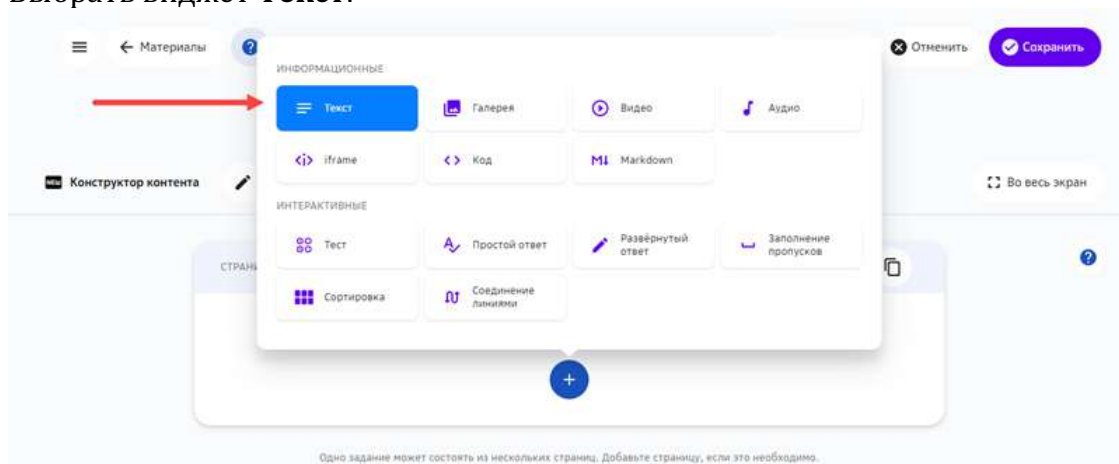 Выбрать виджет Текст.
Материалы
Отменить
Сохранить
ИНФОРМАЦИОННЫЕ
Текст
Галерея
Видео
Аудио
iframe
Код
Markdown
Конструктор контента
Во весь экран
ИНТЕРАКТИВНЫЕ
Тест
Простой ответ
Развёрнутый
ответ
Заполнение
пропусков
Сортировка
Соединение
линиями
Одно задание может состоять из нескольких страниц. Добавьте страницу, если это необходимо.